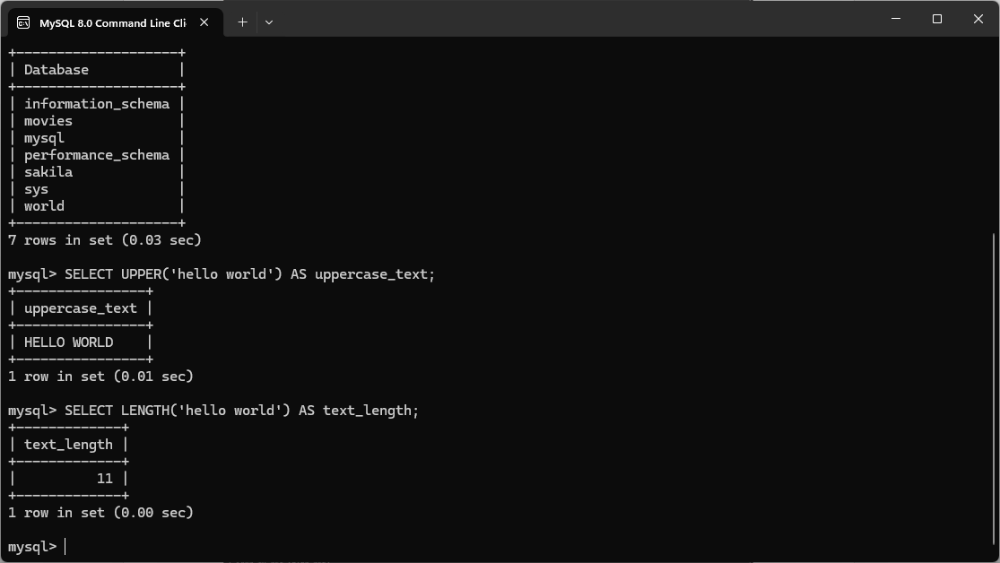 MySQL 8.0 Command Line Cli
+--------------------+
| Database           |
+--------------------+
| information_schema |
| movies             |
| mysql              |
| performance_schema |
| sakila             |
| sys                |
| world              |
+--------------------+
7 rows in set (0.03 sec)
mysql> SELECT UPPER('hello world') AS uppercase_text;
+----------------+
| uppercase_text |
+----------------+
| HELLO WORLD    |
+----------------+
1 row in set (0.01 sec)
mysql> SELECT LENGTH('hello world') AS text_length;
+-------------+
| text_length |
+-------------+
|          11 |
+-------------+
1 row in set (0.00 sec)
mysql>